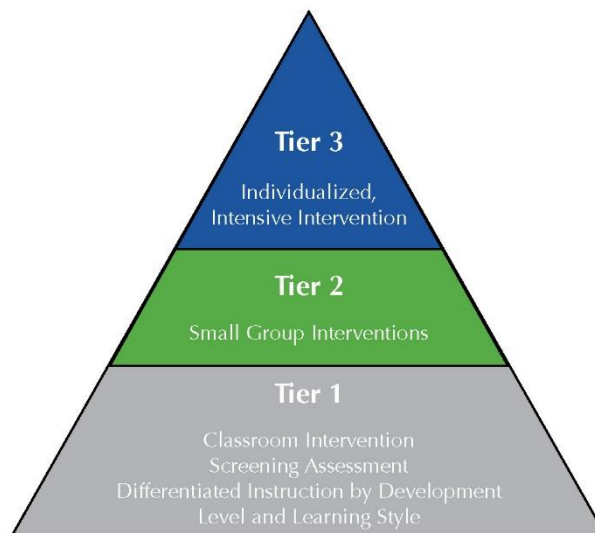 Tier 3
Individualized,
Intensive Intervention
Tier 2
Small Group Interventions
Tier 1
Classroom Intervention
Screening Assessment
Differentiated Instruction by Development
Level and Learning Style